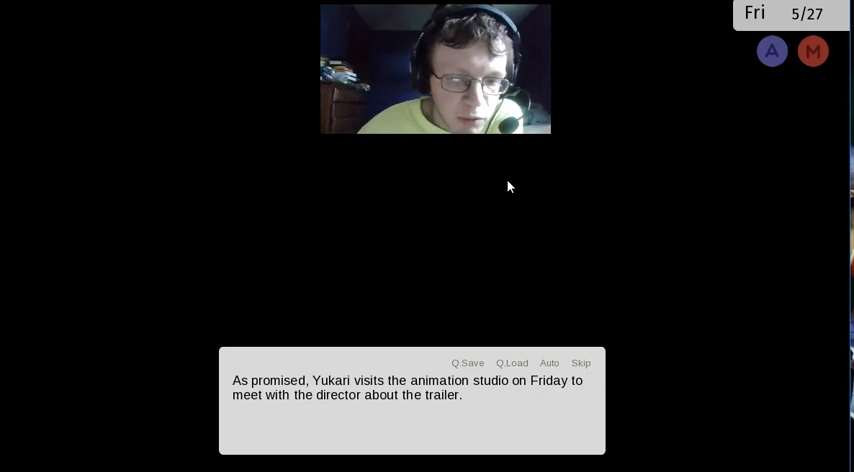 Fri 5/27
A M
Q.Save Q.Load Auto Skip
As promised, Yukari visits the animation studio on Friday to
meet with the director about the trailer.